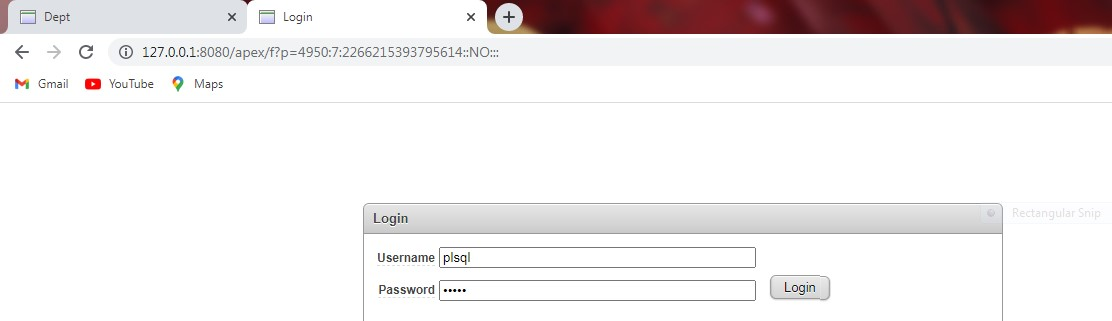 Dept
Login
127.0.0.1:8080/apex/f?p=4950:7:2266215393795614::NO:::
Gmail YouTube Maps
Login
Rectangular Snip
Username plsql
Password •••••
Login